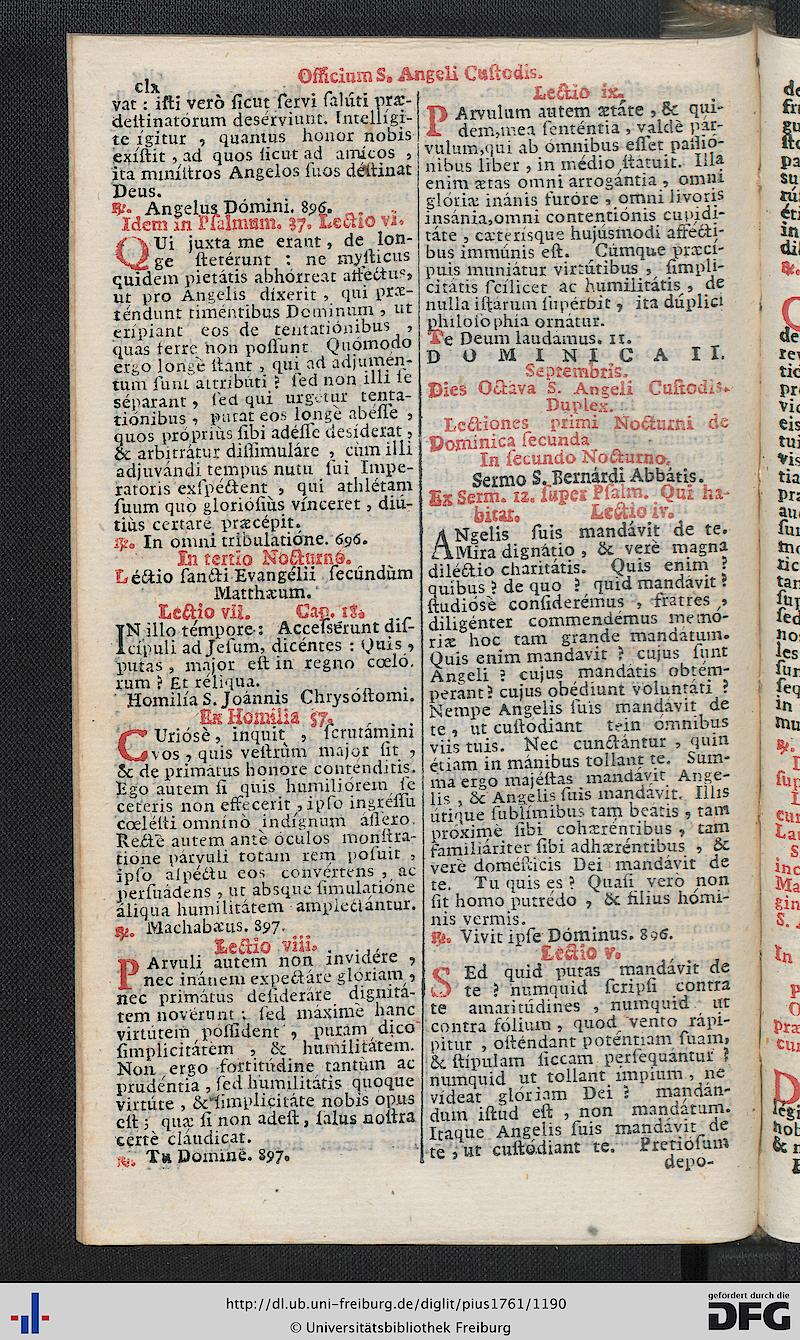 Officium S. Angeli Cuſtodis.
clx
vat : iſti verò ſicut ſervi ſalúti præ-
deſtinatórum desérviunt. Intellígi-
te ígitur , quantus honor nobis
exíſtit , ad quos ſicut ad amícos ,
ita miníſtros Angelos ſuos déſtinat
Deus.
℟. Angelus Dómini. 896.
Idem in Pſalmum. 37. Lectio vi.
QUi juxta me erant, de lon-
ge ſtetérunt : ne myſticus
quidem pietátis abhórreat afféctus,
ut pro Angelis díxerit , qui præ-
téndunt timéntibus Dominum , ut
erípiant eos de tentatiónibus ,
quas ferre non poſſunt Quómodo
ergo longè ſtant , qui ad adjumén-
tum ſunt attribúti ? ſed non illi ſe
séparant , ſed qui urgetur tenta-
tiónibus , putat eos longè abéſſe ,
quos própriùs ſibi adéſſe desíderat ,
& arbitrátur diſſimuláre , cùm illi
adjuvándi tempus nutu ſui Impe-
ratoris exſpéctent , qui athlétam
ſuum quo glorióſiùs vínceret , diú-
tiùs certáre præcépit.
℟. In omni tribulatióne. 696.
In tertio Nocturno.
Léctio ſancti Evangélii ſecúndùm
Matthæum.
Lectio vii. Cap. 18.
IN illo témpore : Acceſsérunt diſ-
cípuli ad Jeſum, dicéntes : Quis ,
putas , major eſt in regno cœló.
rum ? Et réliqua.
Homilía S. Joánnis Chrysóſtomi.
Ex Homilia 57.
CUriósè, inquit , ſcrutámini
vos , quis veſtrûm major ſit ,
& de primátus honore conténditis.
Ego autem ſi quis humiliórem ſe
céteris non effécerit , ipſo ingréſſu
cœléſti omnínò indígnum áſſero.
Rectè autem antè óculos monſtra-
tióne párvuli totam rem poſuit ,
ipſo aſpéctu eos convértens , ac
perſuádens , ut absque ſimulatióne
áliqua humilitátem amplectántur.
℟. Machabæus. 897.
Lectio viii.
PArvuli autem non invidére ,
nec inánem expectáre glóriam ,
nec primátus deſideráre dignitá-
tem novérunt : ſed máximè hanc
virtútem póſſident , puram dico
ſimplicitátem , & humilitátem.
Non ergo fortitúdine tantùm ac
prudéntia , ſed humilitátis quoque
virtúte , & ſimplicitáte nobis opus
eſt ; quæ ſi non adeſt , ſalus noſtra
certè cláudicat.
℟. Tu Domine. 897.
Lectio ix.
PArvulum autem ætáte , & qui-
dem,mea ſenténtia , valdè pár-
vulum,qui ab omnibus eſſet paſſió-
nibus liber , in médio ſtátuit. Illa
enim ætas omni arrogántia , omni
glóriæ inánis furóre , omni livoris
insánia,omni contentiónis cupidi-
táte , cæterísque hujúsmodi afféctí-
bus immúnis eſt. Cùmque præcí-
puis muniátur virtútibus , ſimpli-
citátis ſcílicet ac humilitátis , de
nulla iſtárum ſupérbit , ita dúplici
philoſophía ornátur.
Te Deum laudámus. 11.
DOMINICA II.
Septembris.
Dies Octava S. Angeli Cuſtodis.
Duplex.
Lectiones primi Nocturni de
Dominica ſecunda
In ſecundo Nocturno.
Sermo S. Bernárdi Abbátis.
Ex Serm. 12. ſuper Pſalm. Qui ha-
bitat. Lectio iv.
ANgelis ſuis mandávit de te.
Mira dignátio , & verè magna
diléctio charitátis. Quis enim ?
quibus ? de quo ? quid mandávit ?
ſtudiósè conſiderémus , fratres ,
diligénter commendémus memó-
riæ hoc tam grande mandátum.
Quis enim mandávit ? cujus ſunt
Angeli ? cujus mandátis obtém-
perant ? cujus obédiunt voluntáti ?
Nempe Angelis ſuis mandávit de
te , ut cuſtódiant te in ómnibus
viis tuis. Nec cunctántur , quin
étiam in mánibus tollant te. Sum-
ma ergo majéſtas mandávit Ange-
lis , & Angelis ſuis mandávit. Illis
útique ſublímibus tam beátis , tam
próximè ſibi cohæréntibus , tam
familiáriter ſibi adhæréntibus , &
verè doméſticis Dei mandávit de
te. Tu quis es ? Quaſi verò non
ſit homo putrédo , & fílius hómi-
nis vermis.
℟. Vivit ipſe Dóminus. 896.
Lectio v.
SEd quid putas mandávit de
te ? numquid ſcripſi contra
te amaritúdines , numquid ut
contra fólium , quod vento rápi-
pitur , oſténdant poténtiam ſuam,
& ſtípulam ſiccam perſequántur ?
numquid ut tollant ímpium , ne
vídeat glóriam Dei ? mandán-
dum iſtud eſt , non mandátum.
Itaque Angelis ſuis mandávit de
te , ut cuſtódiant te. Pretióſum
depo-
http://dl.ub.uni-freiburg.de/diglit/pius1761/1190
© Universitätsbibliothek Freiburg
gefördert durch die
DFG